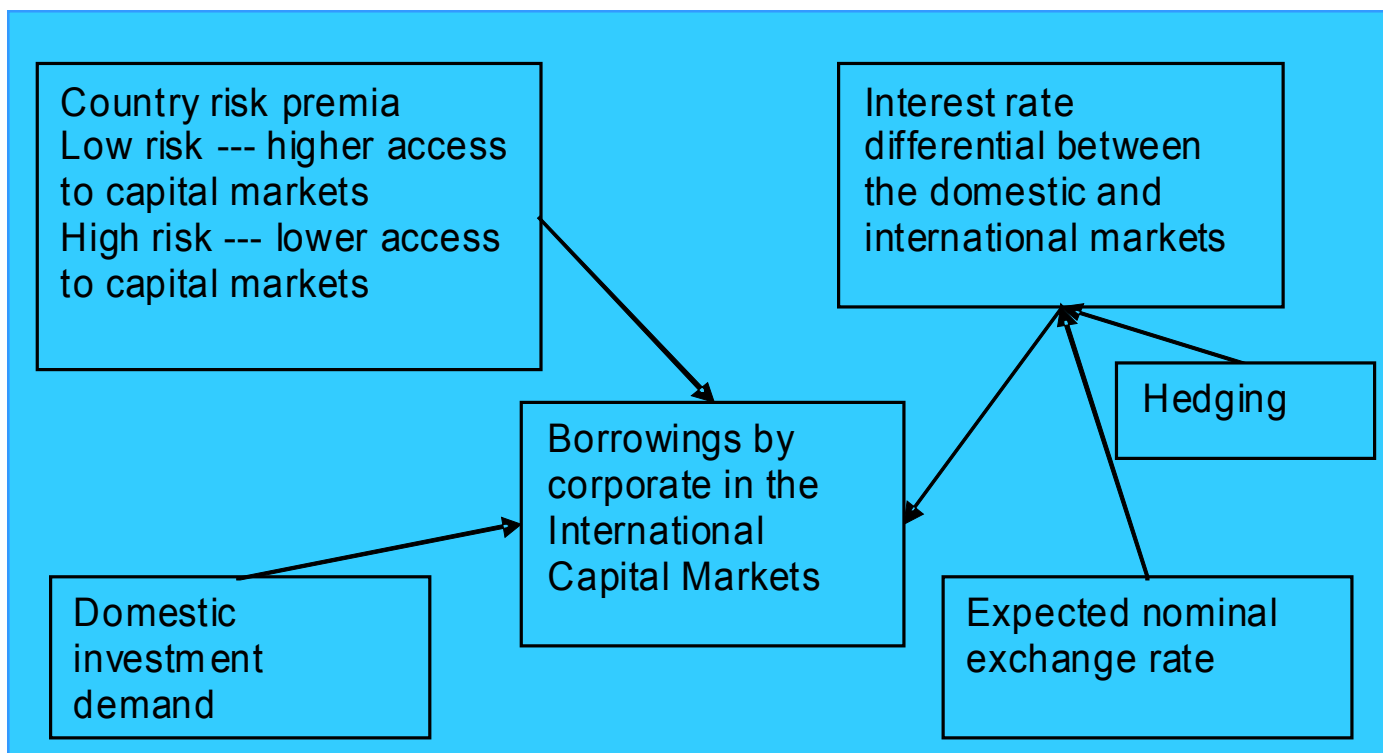 Country risk premia
Low risk --- higher access
to capital markets
High risk --- lower access
to capital markets
Interest rate
differential between
the domestic and
international markets
Hedging
Borrowings by
corporate in the
International
Capital Markets
Domestic
investment
demand
Expected nominal
exchange rate